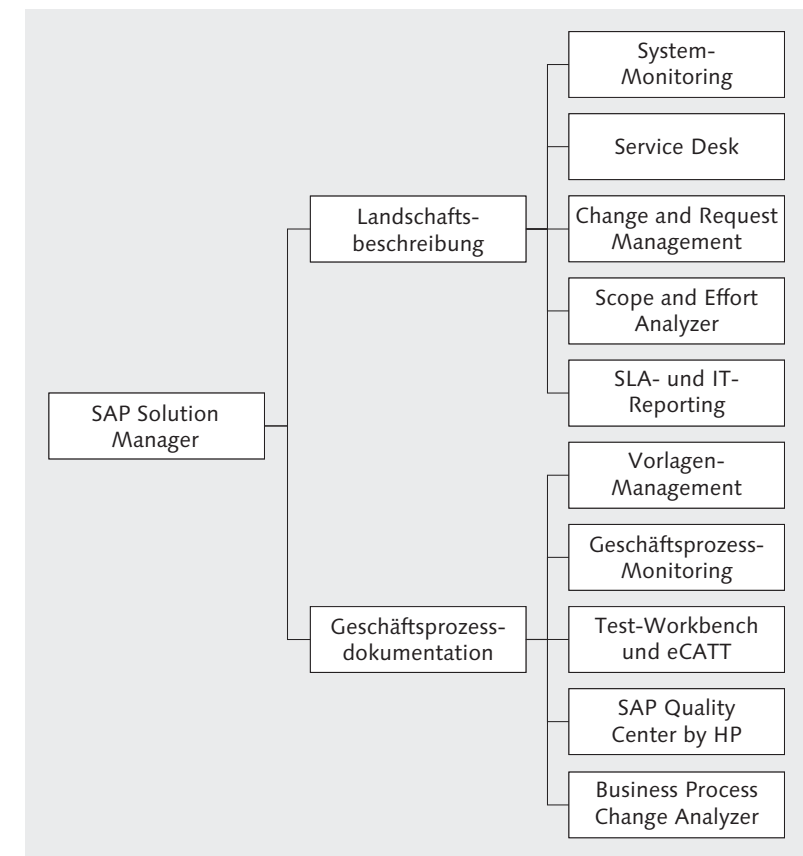 System-
Monitoring
Service Desk
Landschafts-
beschreibung
Change and Request
Management
Scope and Effort
Analyzer
SLA- und IT-
Reporting
SAP Solution
Manager
Vorlagen-
Management
Geschäftsprozess-
Monitoring
Geschäftsprozess-
dokumentation
Test-Workbench
und eCATT
SAP Quality
Center by HP
Business Process
Change Analyzer